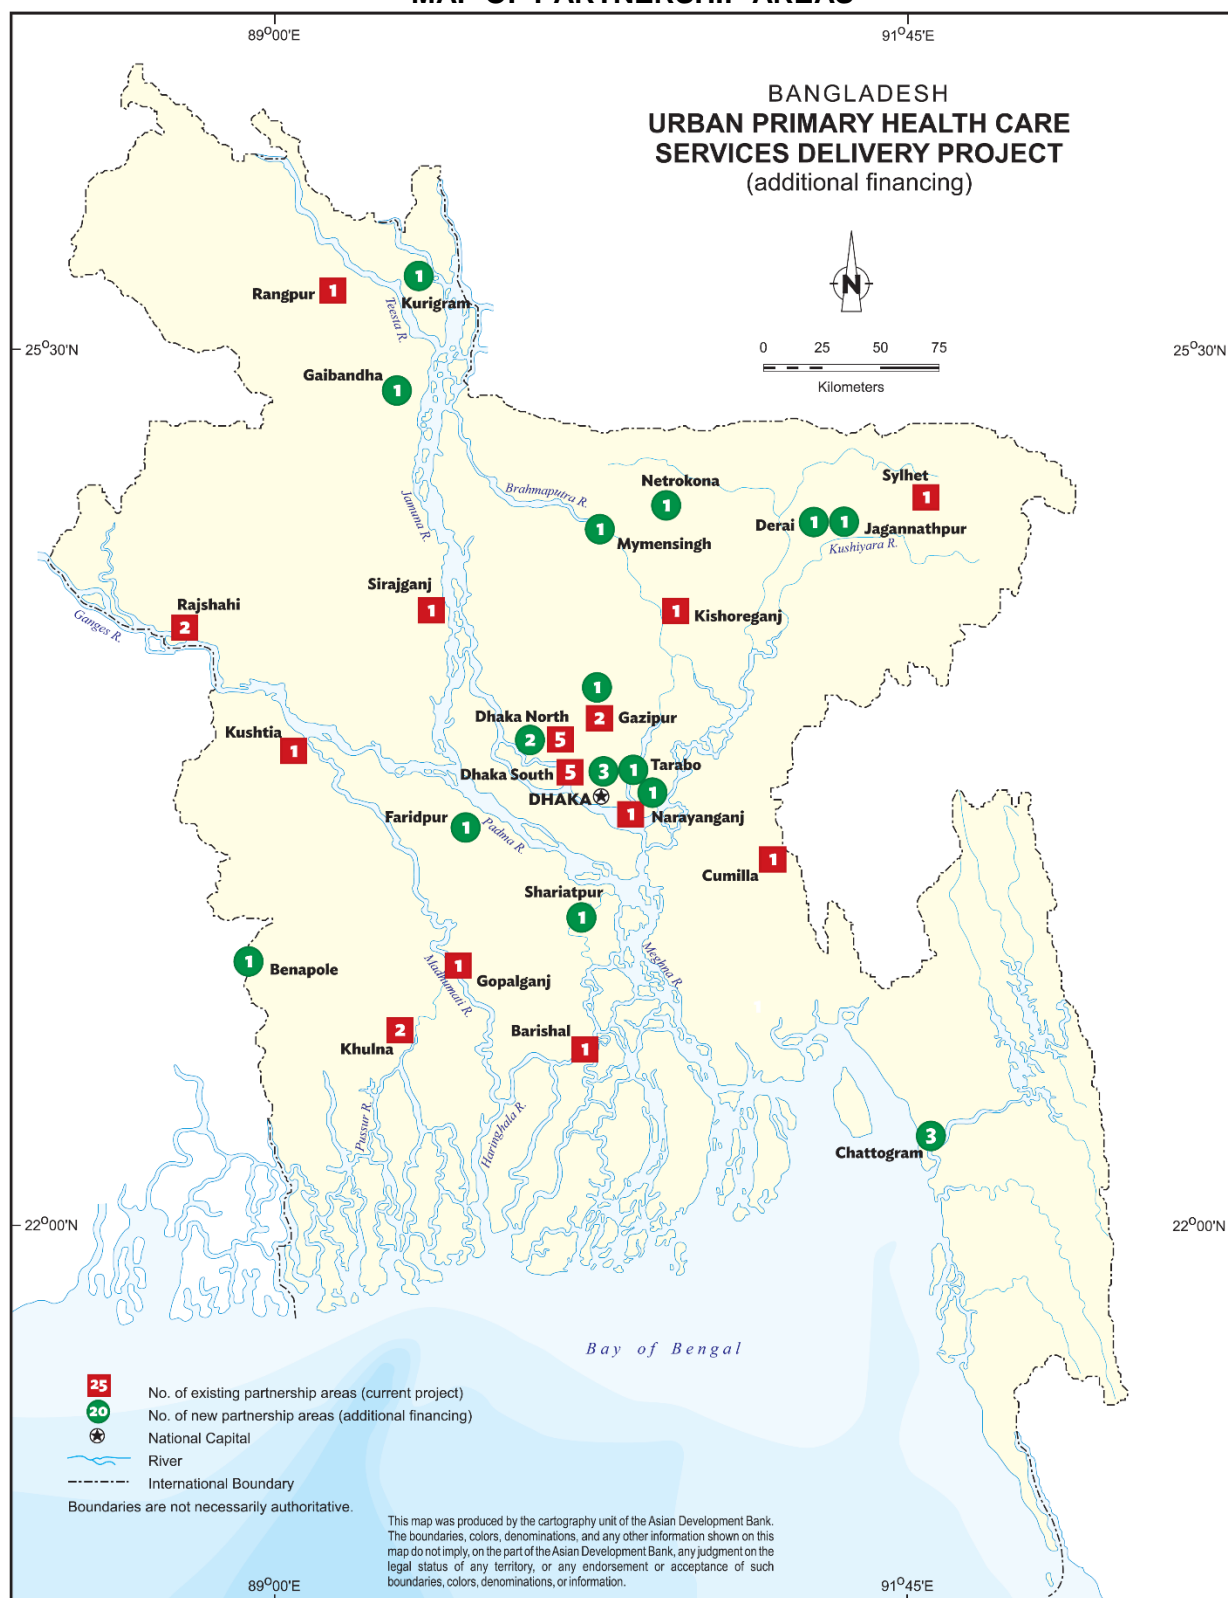 MAP OF PARTNERSHIP AREAS
89°00'E
91°45'E
BANGLADESH
URBAN PRIMARY HEALTH CARE
SERVICES DELIVERY PROJECT
(additional financing)
N
0 25 50 75
Kilometers
25°30'N
25°30'N
Rangpur
1
1
Kurigram
Teesta R.
Gaibandha
1
Jamuna R.
Brahmaputra R.
Netrokona
1
1
Mymensingh
Sylhet
1
Derai
1
1
Jagannathpur
Kushiyara R.
Sirajganj
1
1
Kishoreganj
Rajshahi
2
Ganges R.
1
2
Gazipur
Dhaka North
2
5
Kushtia
1
Dhaka South
5
3
1
Tarabo
DHAKA
1
1
Narayanganj
Faridpur
1
Padma R.
1
Cumilla
Shariatpur
1
Meghna R.
1
Benapole
1
Gopalganj
Madhumati R.
2
Khulna
Barishal
1
Pussur R.
Haringhala R.
3
Chattogram
22°00'N
22°00'N
Bay of Bengal
25
No. of existing partnership areas (current project)
20
No. of new partnership areas (additional financing)
National Capital
River
International Boundary
Boundaries are not necessarily authoritative.
This map was produced by the cartography unit of the Asian Development Bank.
The boundaries, colors, denominations, and any other information shown on this
map do not imply, on the part of the Asian Development Bank, any judgment on the
legal status of any territory, or any endorsement or acceptance of such
boundaries, colors, denominations, or information.
89°00'E
91°45'E